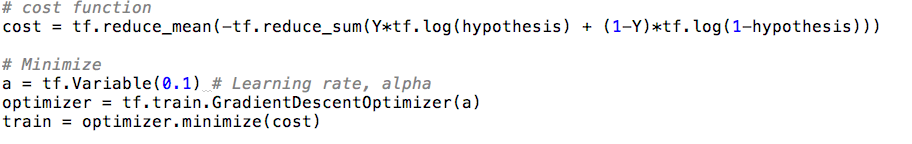 # cost function
cost = tf.reduce_mean(-tf.reduce_sum(Y*tf.log(hypothesis) + (1-Y)*tf.log(1-hypothesis)))
# Minimize
a = tf.Variable(0.1) # Learning rate, alpha
optimizer = tf.train.GradientDescentOptimizer(a)
train = optimizer.minimize(cost)